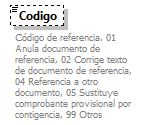 Codigo
Código de referencia, 01
Anula documento de
referencia, 02 Corrige texto
de documento de referencia,
04 Referencia a otro
documento, 05 Sustituye
comprobante provisional por
contigencia, 99 Otros